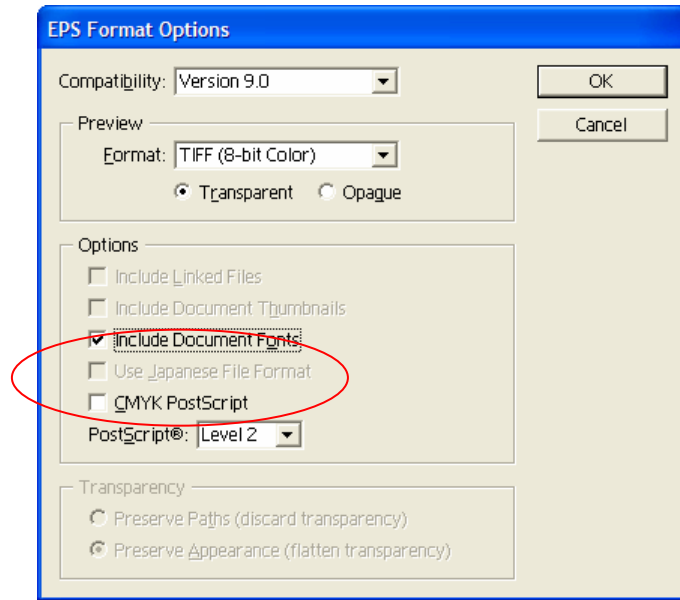 EPS Format Options
Compatibility: Version 9.0
OK
Preview
Cancel
Format: TIFF (8-bit Color)
Transparent Opaque
Options
Include Linked Files
Include Document Thumbnails
Include Document Fonts
Use Japanese File Format
CMYK PostScript
PostScript®: Level 2
Transparency
Preserve Paths (discard transparency)
Preserve Appearance (flatten transparency)